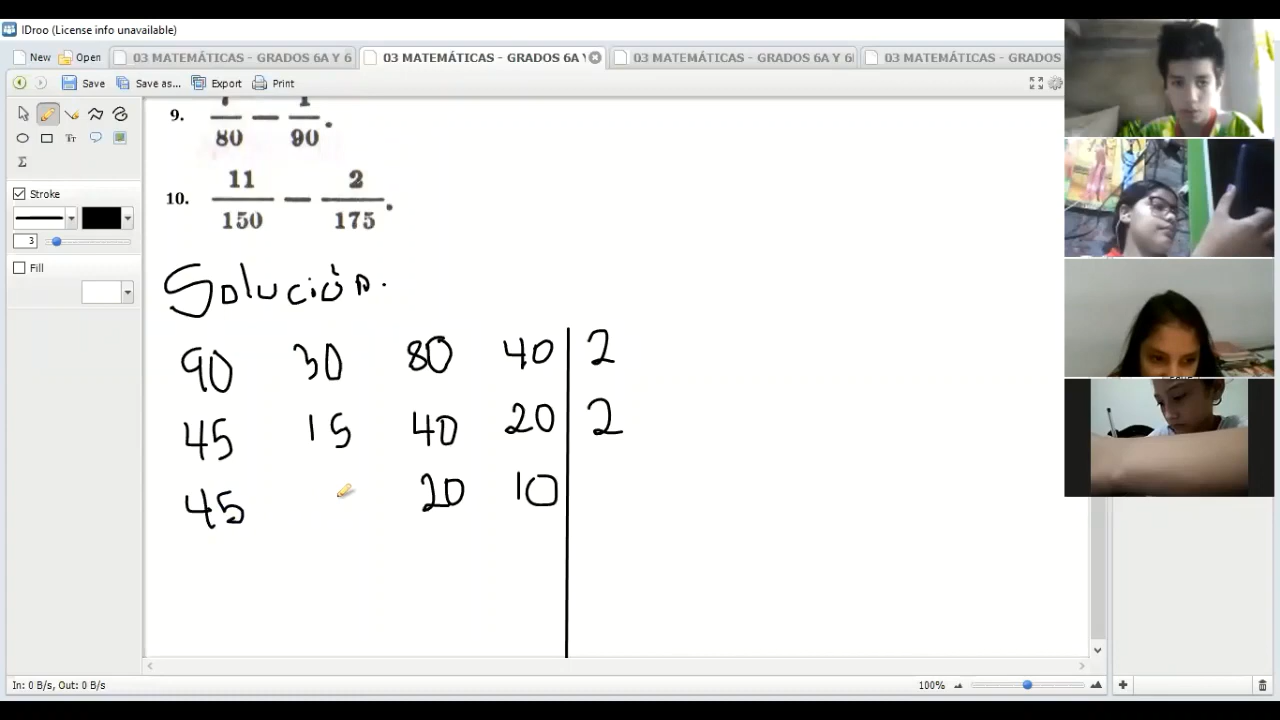 IDroo (License info unavailable)
New Open 03 MATEMÁTICAS - GRADOS 6A Y 6 03 MATEMÁTICAS - GRADOS 6A Y 03 MATEMÁTICAS - GRADOS 6A Y 6 03 MATEMÁTICAS - GRADOS
Save Save as... Export Print
9. 80 — 1/90.
10. 11/150 — 2/175.
Tr
Σ
Stroke
3
Fill
Solución.
90 30 80 40 2
45 15 40 20 2
45 20 10
In: 0 B/s, Out: 0 B/s 100%